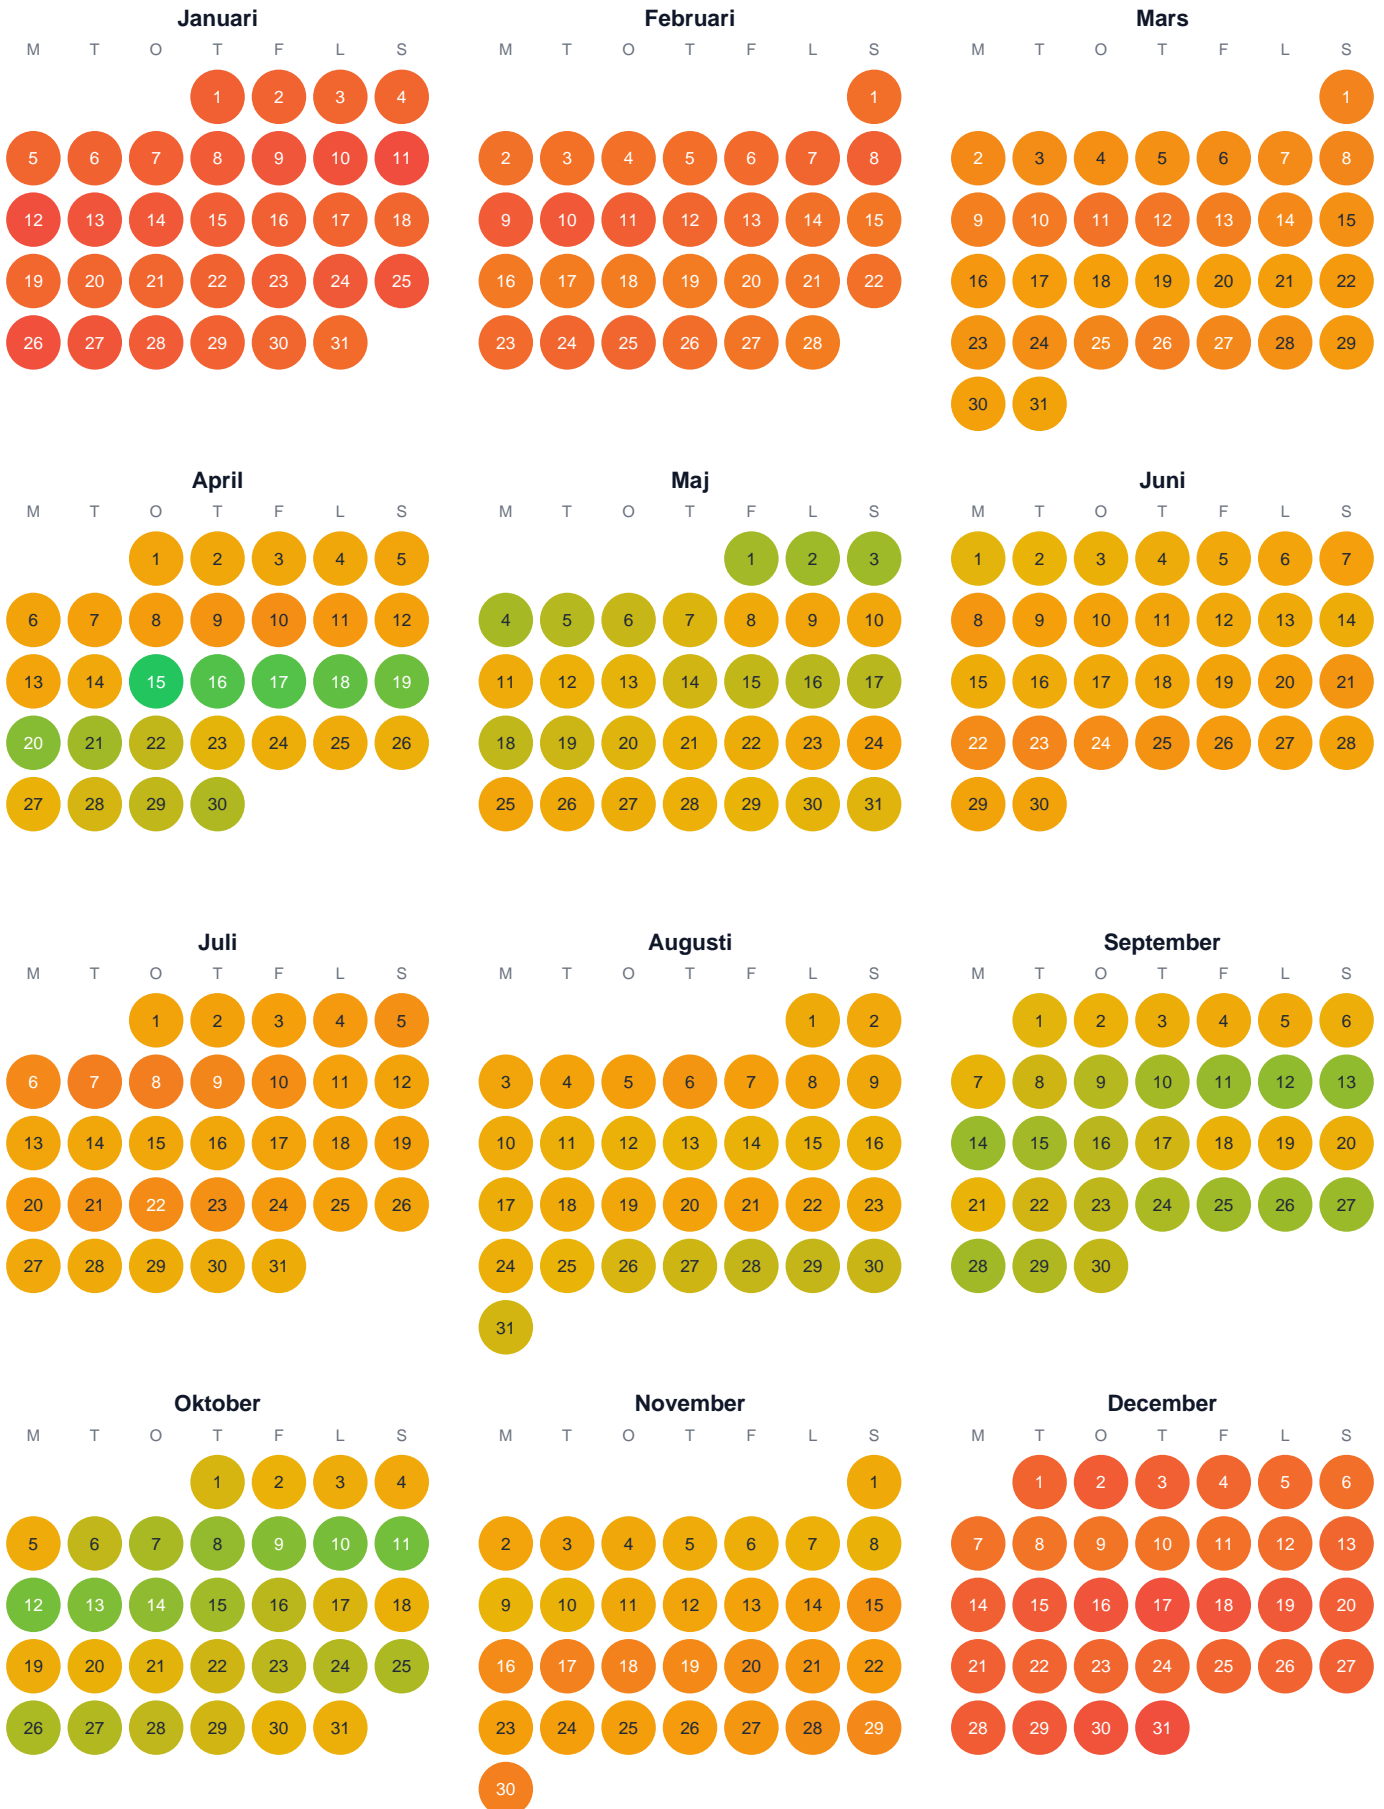 Januari Februari Mars
M T O T F L S M T O T F L S M T O T F L S
1 2 3 4 1 1
5 6 7 8 9 10 11 2 3 4 5 6 7 8 2 3 4 5 6 7 8
12 13 14 15 16 17 18 9 10 11 12 13 14 15 9 10 11 12 13 14 15
19 20 21 22 23 24 25 16 17 18 19 20 21 22 16 17 18 19 20 21 22
26 27 28 29 30 31 23 24 25 26 27 28 23 24 25 26 27 28 29
30 31
April Maj Juni
M T O T F L S M T O T F L S M T O T F L S
1 2 3 4 5 1 2 3 1 2 3 4 5 6 7
6 7 8 9 10 11 12 4 5 6 7 8 9 10 8 9 10 11 12 13 14
13 14 15 16 17 18 19 11 12 13 14 15 16 17 15 16 17 18 19 20 21
20 21 22 23 24 25 26 18 19 20 21 22 23 24 22 23 24 25 26 27 28
27 28 29 30 25 26 27 28 29 30 31 29 30
Juli Augusti September
M T O T F L S M T O T F L S M T O T F L S
1 2 3 4 5 1 2 1 2 3 4 5 6
6 7 8 9 10 11 12 3 4 5 6 7 8 9 7 8 9 10 11 12 13
13 14 15 16 17 18 19 10 11 12 13 14 15 16 14 15 16 17 18 19 20
20 21 22 23 24 25 26 17 18 19 20 21 22 23 21 22 23 24 25 26 27
27 28 29 30 31 24 25 26 27 28 29 30 28 29 30
31
Oktober November December
M T O T F L S M T O T F L S M T O T F L S
1 2 3 4 1 1 2 3 4 5 6
5 6 7 8 9 10 11 2 3 4 5 6 7 8 7 8 9 10 11 12 13
12 13 14 15 16 17 18 9 10 11 12 13 14 15 14 15 16 17 18 19 20
19 20 21 22 23 24 25 16 17 18 19 20 21 22 21 22 23 24 25 26 27
26 27 28 29 30 31 23 24 25 26 27 28 29 28 29 30 31
30